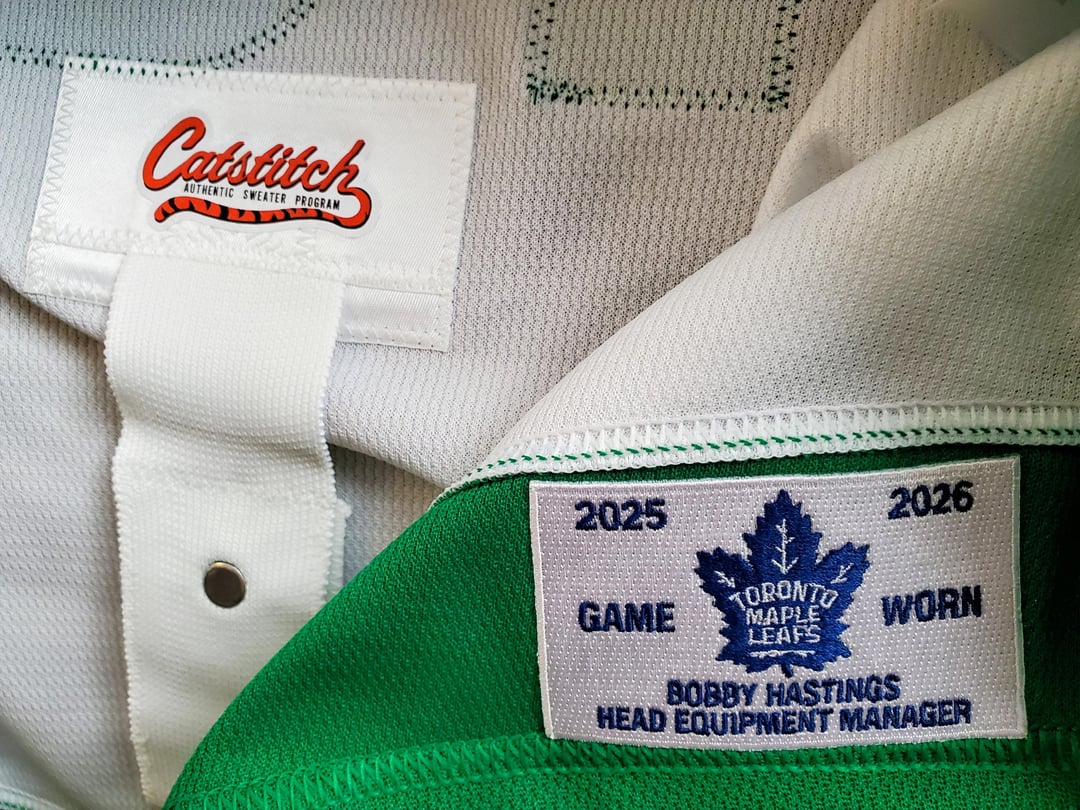 Catstitch
AUTHENTIC SWEATER PROGRAM
2025 2026
GAME WORN
TORONTO
MAPLE
LEAFS
BOBBY HASTINGS
HEAD EQUIPMENT MANAGER